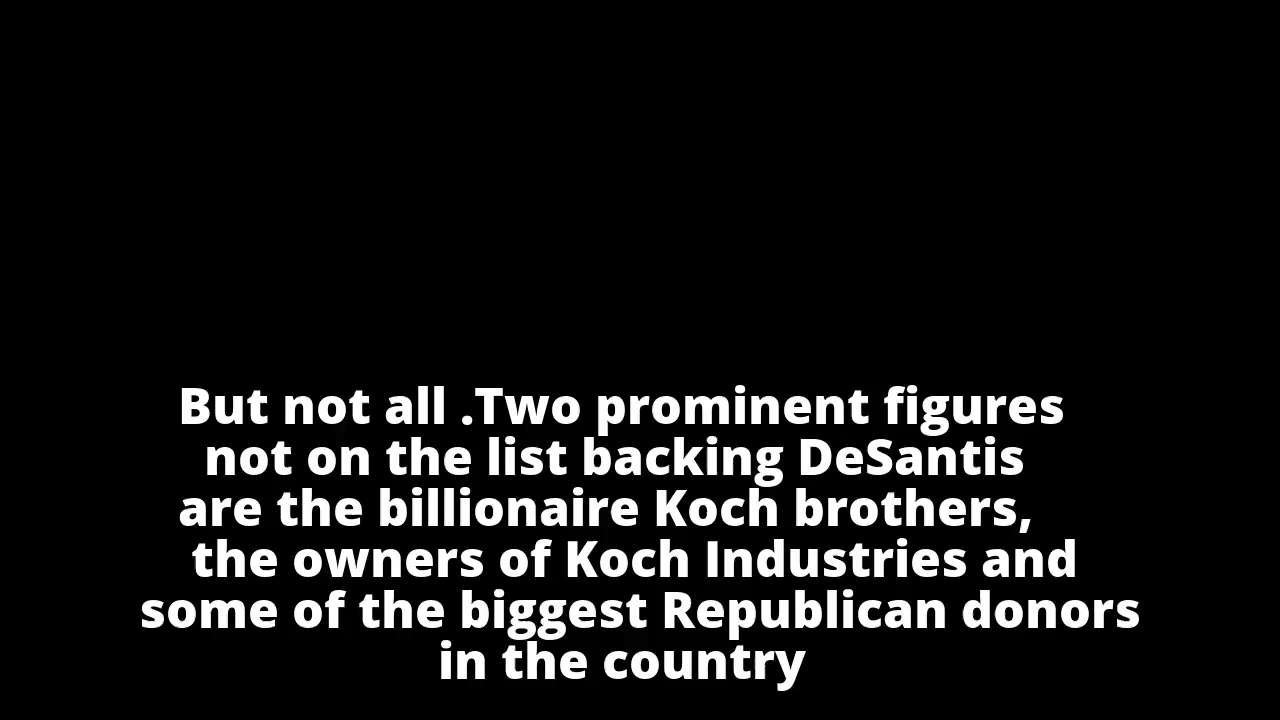 But not all .Two prominent figures
not on the list backing DeSantis
are the billionaire Koch brothers,
the owners of Koch Industries and
some of the biggest Republican donors
in the country